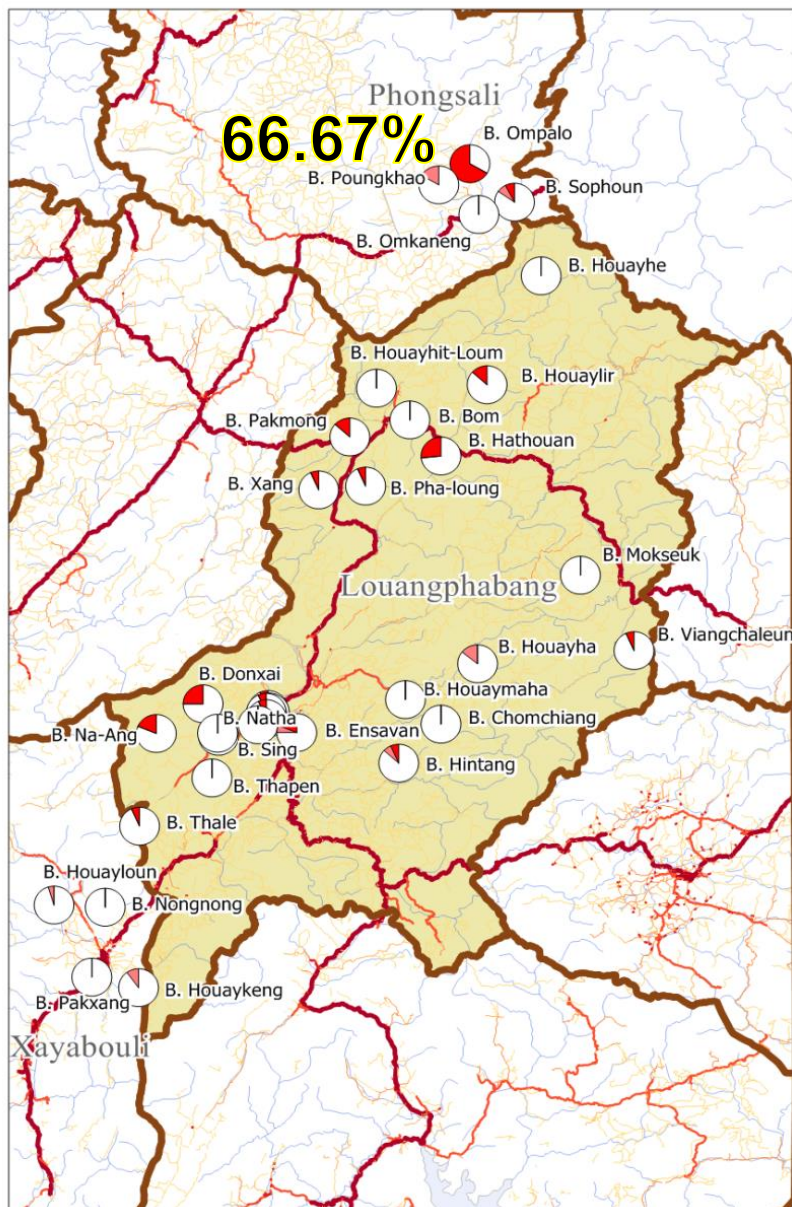 Phongsali
66.67%
B. Ompalo
B. Poungkhao
B. Sophoun
B. Omkaneng
B. Houayhe
B. Houayhit-Loum
B. Houaylir
B. Bom
B. Pakmong
B. Hathouan
B. Xang
B. Pha-loung
B. Mokseuk
Louangphabang
B. Viangchaleun
B. Houayha
B. Donxai
B. Houaymaha
B. Natha
B. Chomchiang
B. Na-Ang
B. Ensavan
B. Sing
B. Hintang
B. Thapen
B. Thale
B. Houayloun
B. Nongnong
B. Houaykeng
B. Pakxang
Xayabouli